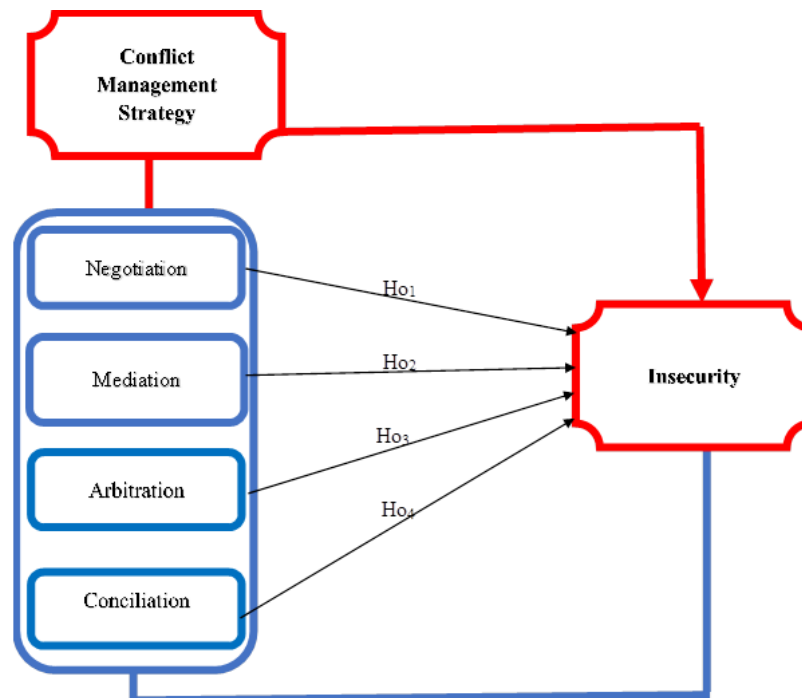 Conflict
Management
Strategy
Negotiation
Ho1
Mediation
Ho2
Insecurity
Arbitration
Ho3
Ho4
Conciliation